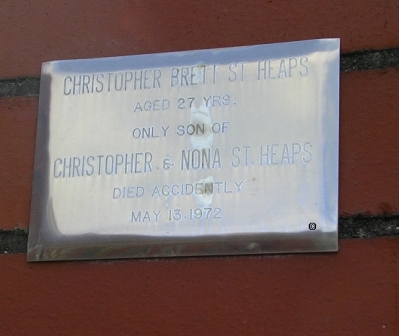 CHRISTOPHER BRETT ST. HEAPS
AGED 27 YRS.
ONLY SON OF
CHRISTOPHER & NONA ST. HEAPS
DIED ACCIDENTLY
MAY 13. 1972